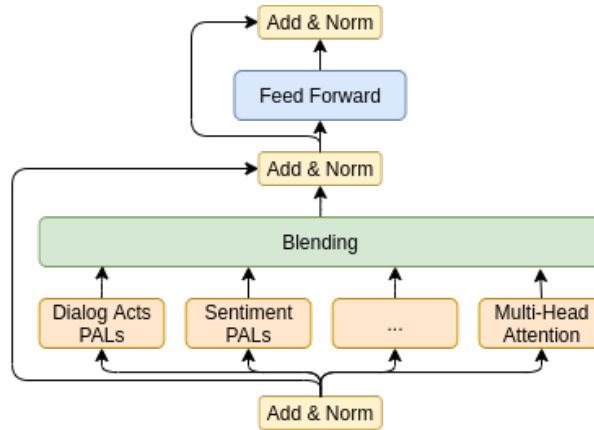 Add & Norm
Feed Forward
Add & Norm
Blending
Dialog Acts
PALs
Sentiment
PALs
...
Multi-Head
Attention
Add & Norm